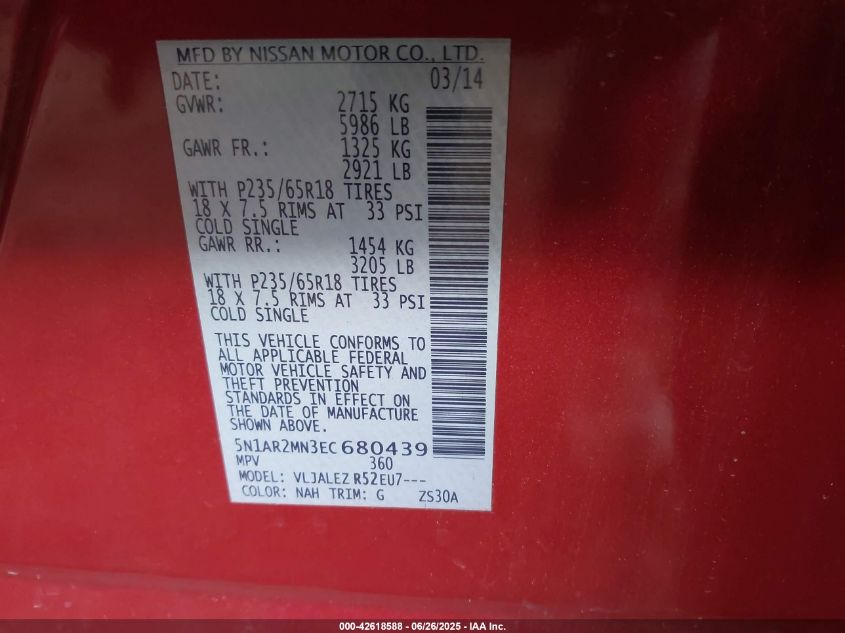 MFD BY NISSAN MOTOR CO., LTD.
DATE: 03/14
GVWR: 2715 KG
5986 LB
GAWR FR.: 1325 KG
2921 LB
WITH P235/65R18 TIRES
18 X 7.5 RIMS AT 33 PSI
COLD SINGLE
GAWR RR.: 1454 KG
3205 LB
WITH P235/65R18 TIRES
18 X 7.5 RIMS AT 33 PSI
COLD SINGLE
THIS VEHICLE CONFORMS TO
ALL APPLICABLE FEDERAL
MOTOR VEHICLE SAFETY AND
THEFT PREVENTION
STANDARDS IN EFFECT ON
THE DATE OF MANUFACTURE
SHOWN ABOVE.
5N1AR2MN3EC680439
MPV 360
MODEL: VLJALEZ R52EU7---
COLOR: NAH TRIM: G ZS30A
000-42618588 - 06/26/2025 - IAA Inc.